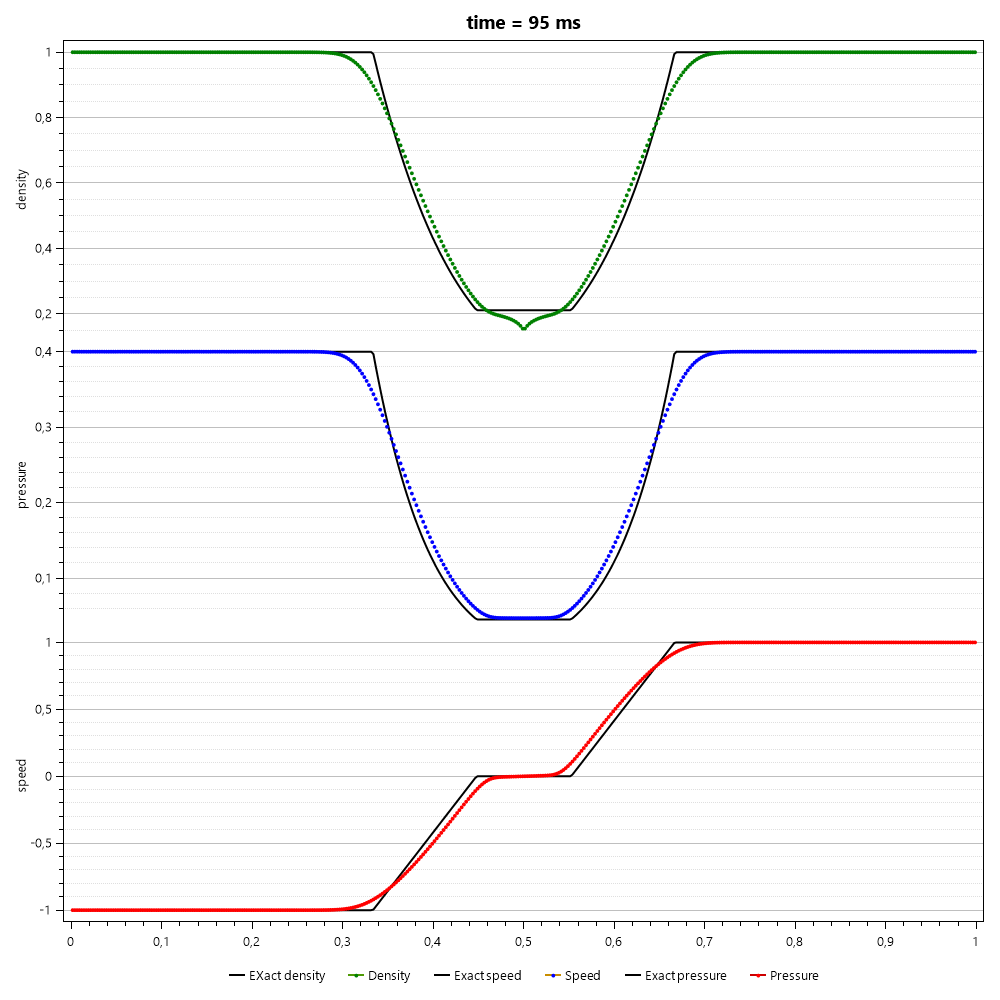 time = 95 ms
1
0,8
0,6
0,4
0,2
density
0,4
0,3
0,2
0,1
pressure
1
0,5
0
-0,5
-1
speed
0 0,1 0,2 0,3 0,4 0,5 0,6 0,7 0,8 0,9 1
EXact density Density Exact speed Speed Exact pressure Pressure